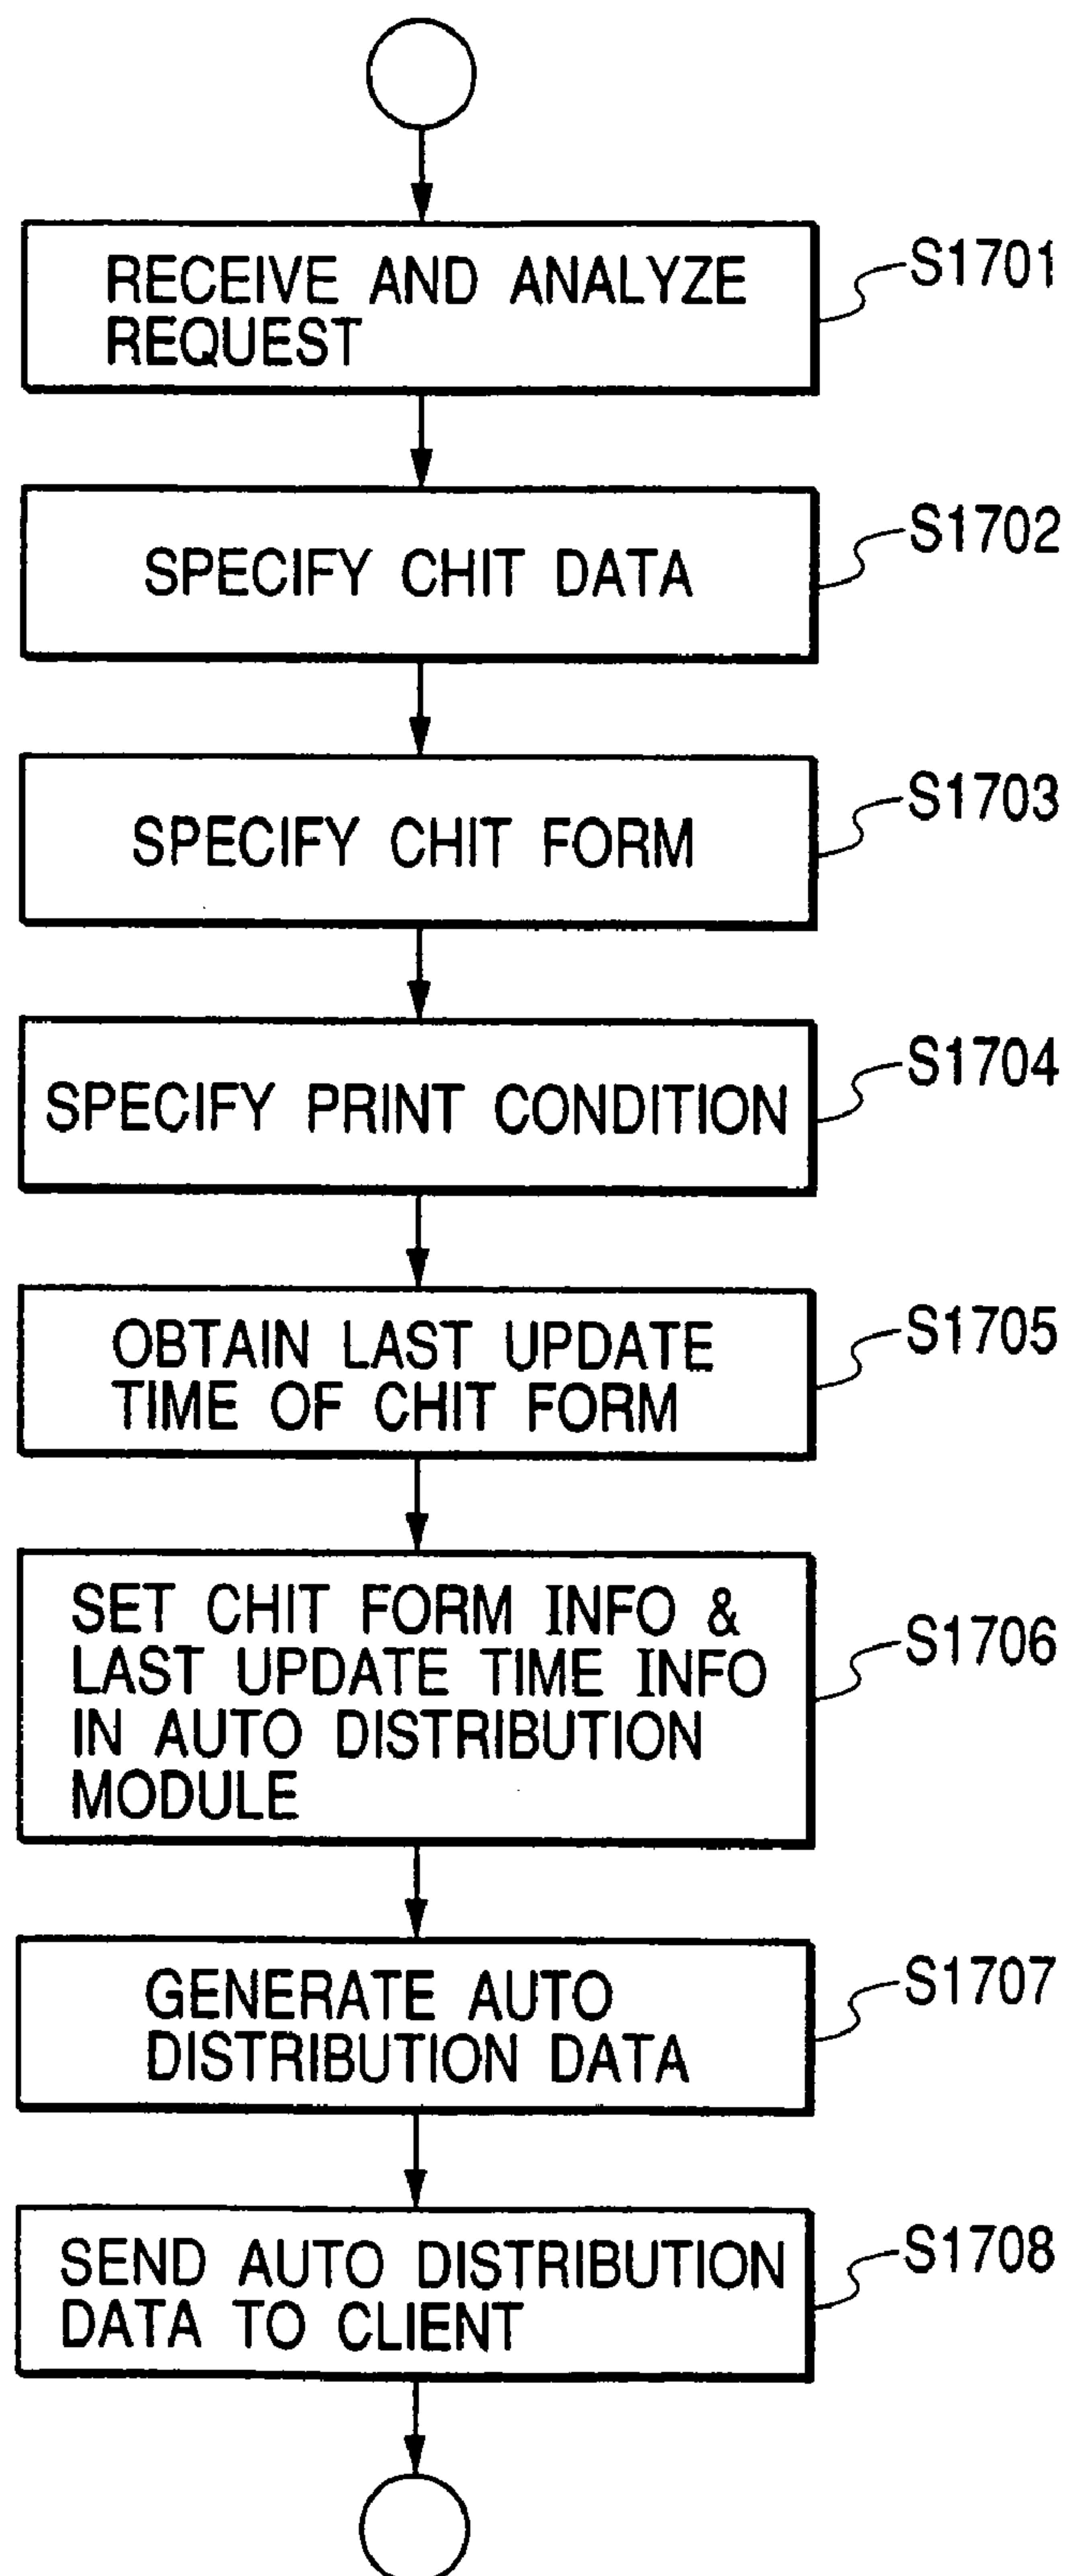 RECEIVE AND ANALYZE
REQUEST
S1701
SPECIFY CHIT DATA
S1702
SPECIFY CHIT FORM
S1703
SPECIFY PRINT CONDITION
S1704
OBTAIN LAST UPDATE
TIME OF CHIT FORM
S1705
SET CHIT FORM INFO &
LAST UPDATE TIME INFO
IN AUTO DISTRIBUTION
MODULE
S1706
GENERATE AUTO
DISTRIBUTION DATA
S1707
SEND AUTO DISTRIBUTION
DATA TO CLIENT
S1708